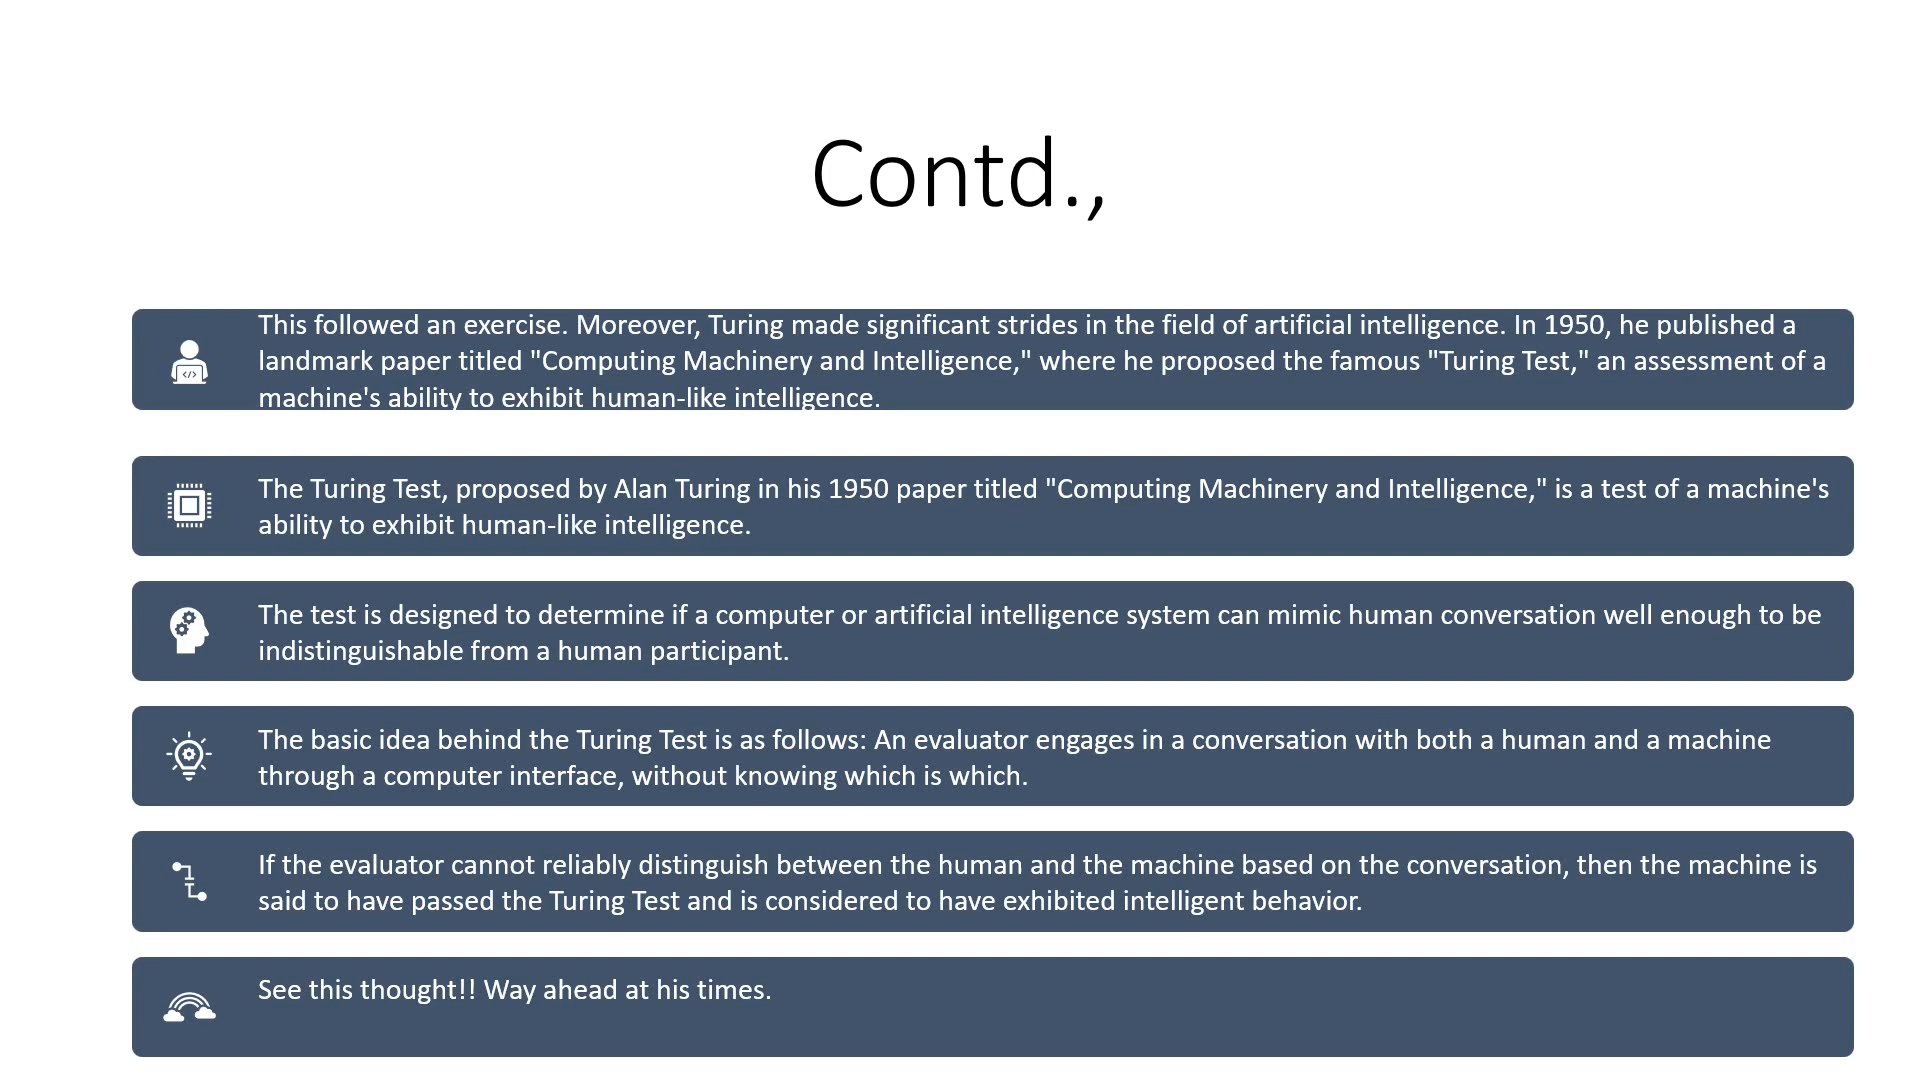 Contd.,
This followed an exercise. Moreover, Turing made significant strides in the field of artificial intelligence. In 1950, he published a
landmark paper titled "Computing Machinery and Intelligence," where he proposed the famous "Turing Test," an assessment of a
machine's ability to exhibit human-like intelligence.
The Turing Test, proposed by Alan Turing in his 1950 paper titled "Computing Machinery and Intelligence," is a test of a machine's
ability to exhibit human-like intelligence.
The test is designed to determine if a computer or artificial intelligence system can mimic human conversation well enough to be
indistinguishable from a human participant.
The basic idea behind the Turing Test is as follows: An evaluator engages in a conversation with both a human and a machine
through a computer interface, without knowing which is which.
If the evaluator cannot reliably distinguish between the human and the machine based on the conversation, then the machine is
said to have passed the Turing Test and is considered to have exhibited intelligent behavior.
See this thought!! Way ahead at his times.